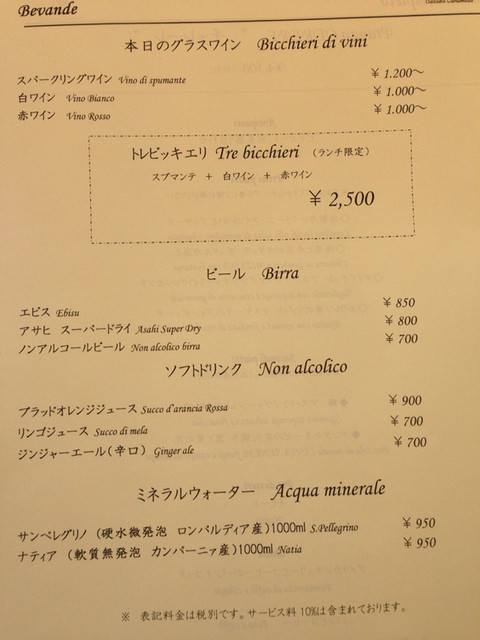 Bevande
本日のグラスワイン Bicchieri di vini
スパークリングワイン Vino di spumante ¥1.200～
白ワイン Vino Bianco ¥1.000～
赤ワイン Vino Rosso ¥1.000～
トレビッキエリ Tre bicchieri （ランチ限定）
スプマンテ + 白ワイン + 赤ワイン
¥2,500
ビール Birra
エビス Ebisu ¥850
アサヒ スーパードライ Asahi Super Dry ¥800
ノンアルコールビール Non alcolico birra ¥700
ソフトドリンク Non alcolico
ブラッドオレンジジュース Succo d'arancia Rossa ¥900
リンゴジュース Succo di mela ¥700
ジンジャーエール(辛口) Ginger ale ¥700
ミネラルウォーター Acqua minerale
サンペレグリノ (硬水微発泡 ロンバルディア産)1000ml S.Pellegrino ¥950
ナティア (軟質無発泡 カンパーニァ産)1000ml Natia ¥950
※ 表記料金は税別です。サービス料10%は含まれております。